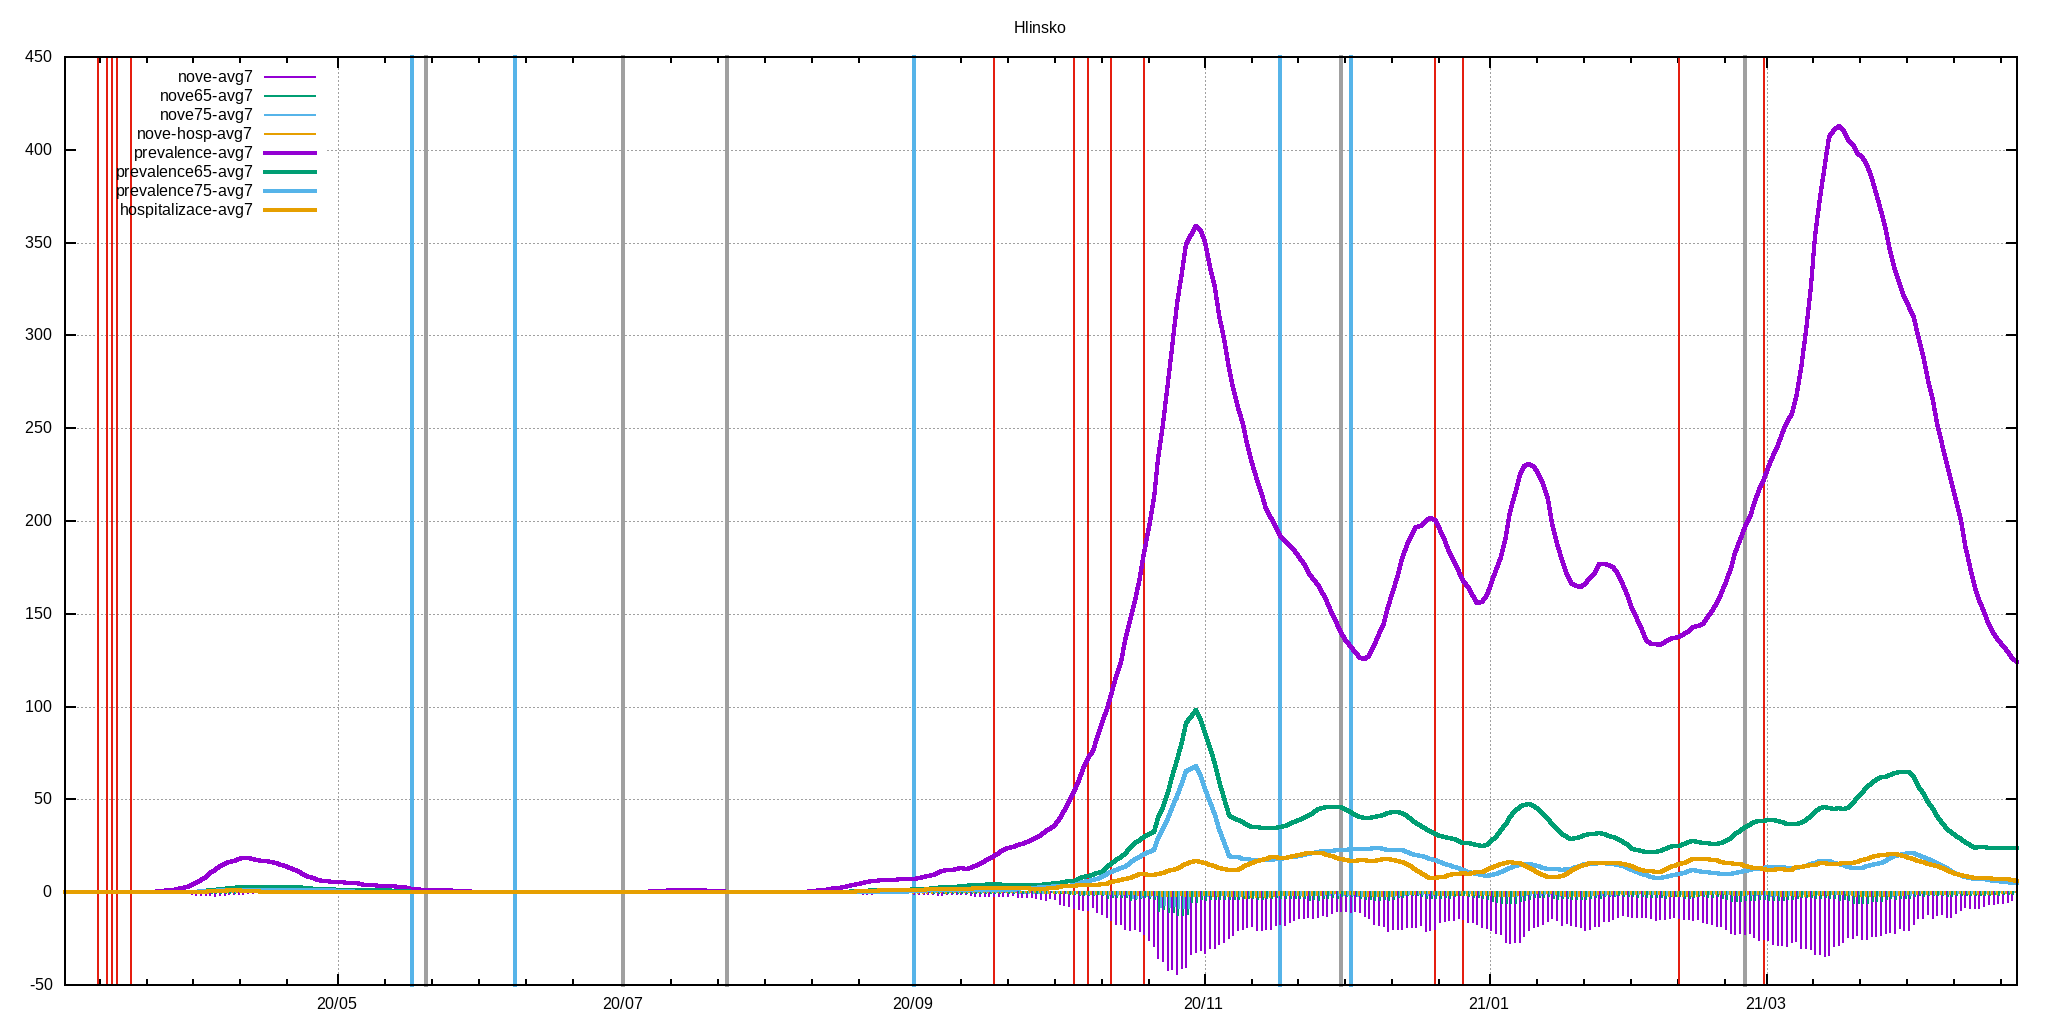 Hlinsko
450
400
350
300
250
200
150
100
50
0
-50
nove-avg7
nove65-avg7
nove75-avg7
nove-hosp-avg7
prevalence-avg7
prevalence65-avg7
prevalence75-avg7
hospitalizace-avg7
20/05 20/07 20/09 20/11 21/01 21/03